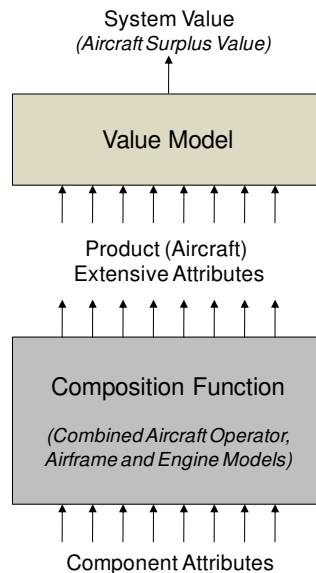 System Value
(Aircraft Surplus Value)
Value Model
Product (Aircraft)
Extensive Attributes
Composition Function
(Combined Aircraft Operator,
Airframe and Engine Models)
Component Attributes